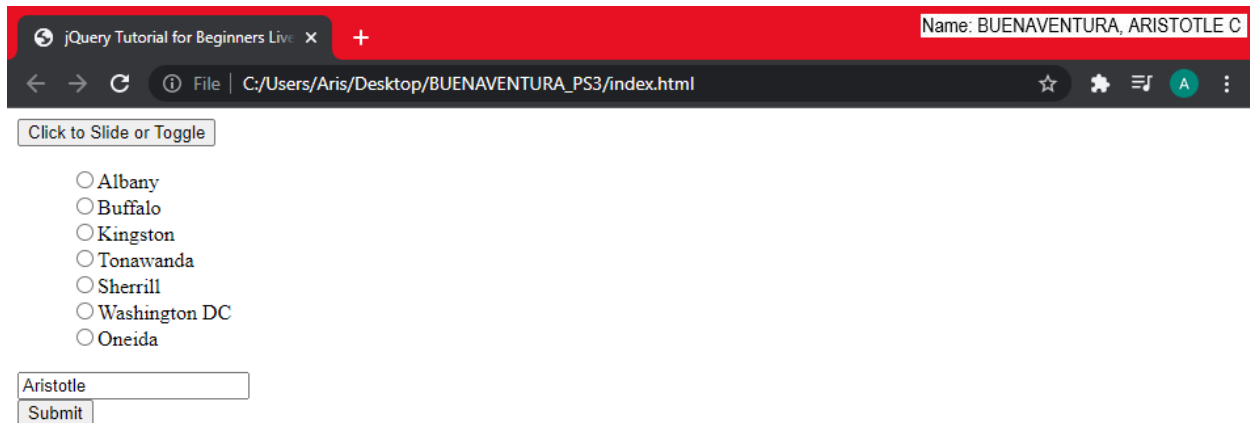 jQuery Tutorial for Beginners Live
Name: BUENAVENTURA, ARISTOTLE C
File | C:/Users/Aris/Desktop/BUENAVENTURA_PS3/index.html
A
Click to Slide or Toggle
Albany
Buffalo
Kingston
Tonawanda
Sherrill
Washington DC
Oneida
Aristotle
Submit